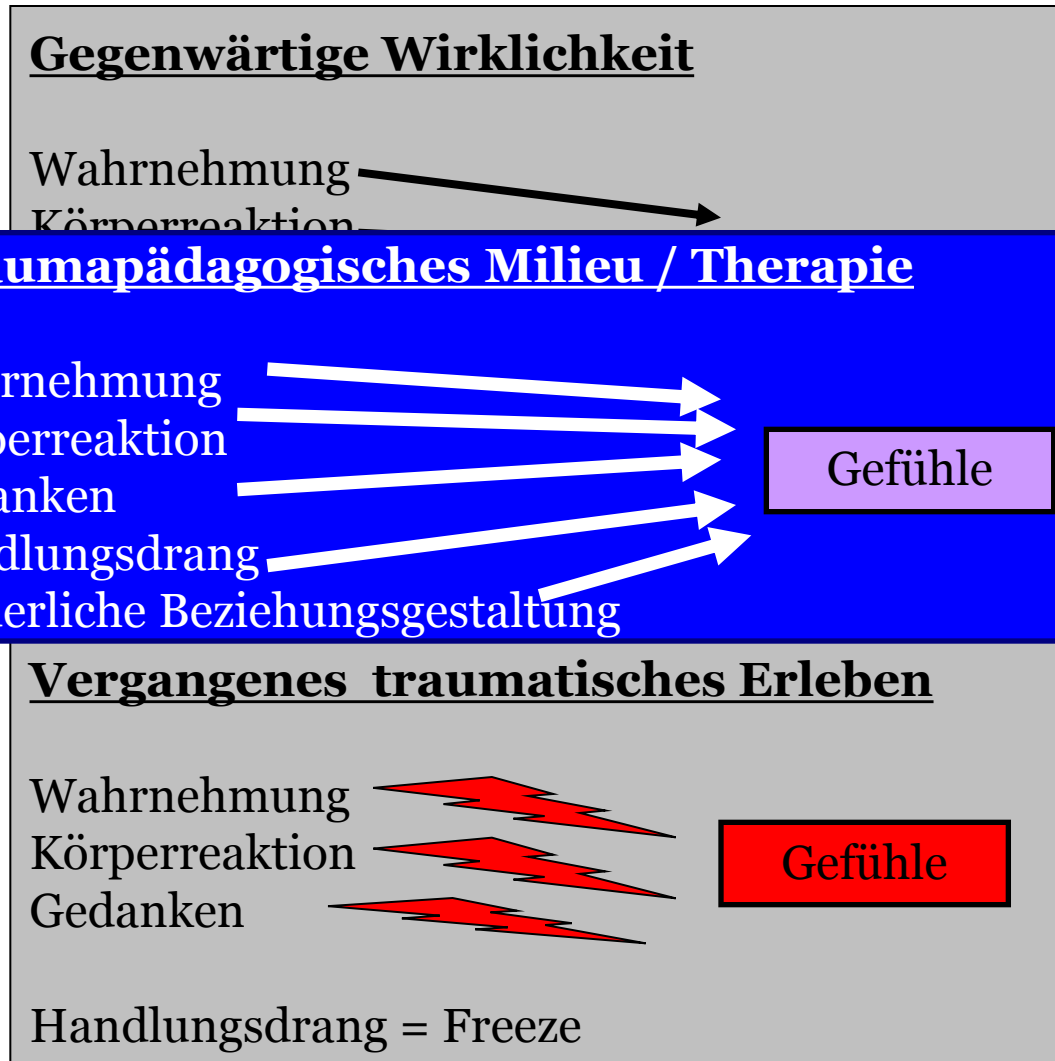 Gegenwärtige Wirklichkeit
Wahrnehmung
Körperreaktion
umapädagogisches Milieu / Therapie
rnehmung
perreaktion
anken
Gefühle
dlungsdrang
erliche Beziehungsgestaltung
Vergangenes traumatisches Erleben
Wahrnehmung
Körperreaktion
Gefühle
Gedanken
Handlungsdrang = Freeze